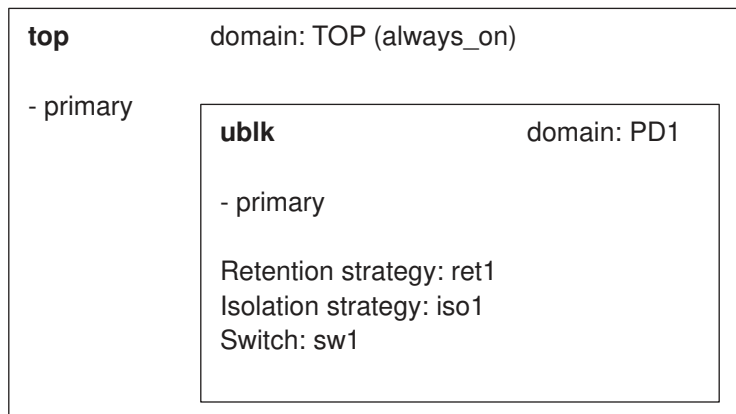 top domain: TOP (always_on)
- primary
ublk domain: PD1
- primary
Retention strategy: ret1
Isolation strategy: iso1
Switch: sw1